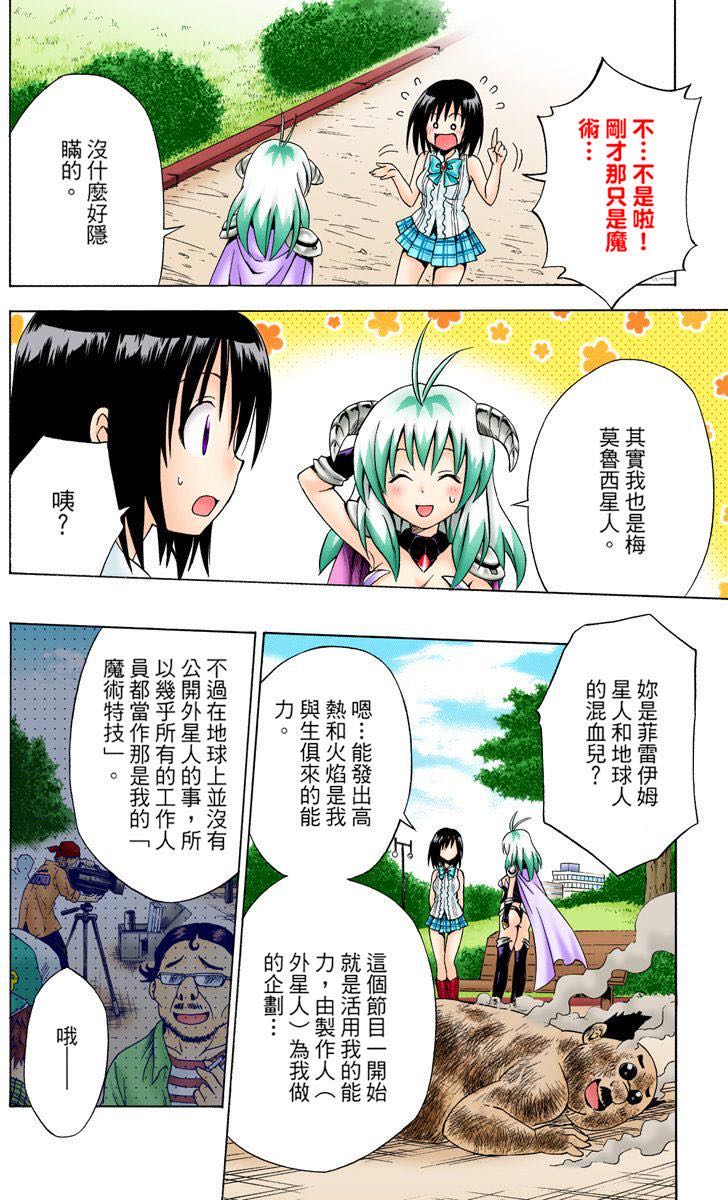 不…不是啦！
剛才那只是魔
術…
沒什麼好隱
瞞的。
其實我也是梅
莫魯西星人。
咦？
妳是菲雷伊姆
星人和地球人
的混血兒？
嗯…能發出高
熱和火焰是我
與生俱來的能
力。
這個節目一開始
就是活用我的能
力，由製作人（
外星人）為我做
的企劃…
不過在地球上並沒有
公開外星人的事，所
以幾乎所有的工作人
員都當作那是我的「
魔術特技」。
哦——